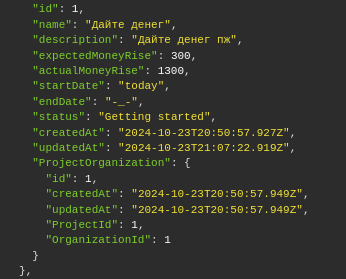 "id": 1,
"name": "Дайте денег",
"description": "Дайте денег пж",
"expectedMoneyRise": 300,
"actualMoneyRise": 1300,
"startDate": "today",
"endDate": "-_-",
"status": "Getting started",
"createdAt": "2024-10-23T20:50:57.927Z",
"updatedAt": "2024-10-23T21:07:22.919Z",
"ProjectOrganization": {
"id": 1,
"createdAt": "2024-10-23T20:50:57.949Z",
"updatedAt": "2024-10-23T20:50:57.949Z",
"ProjectId": 1,
"OrganizationId": 1
}
},